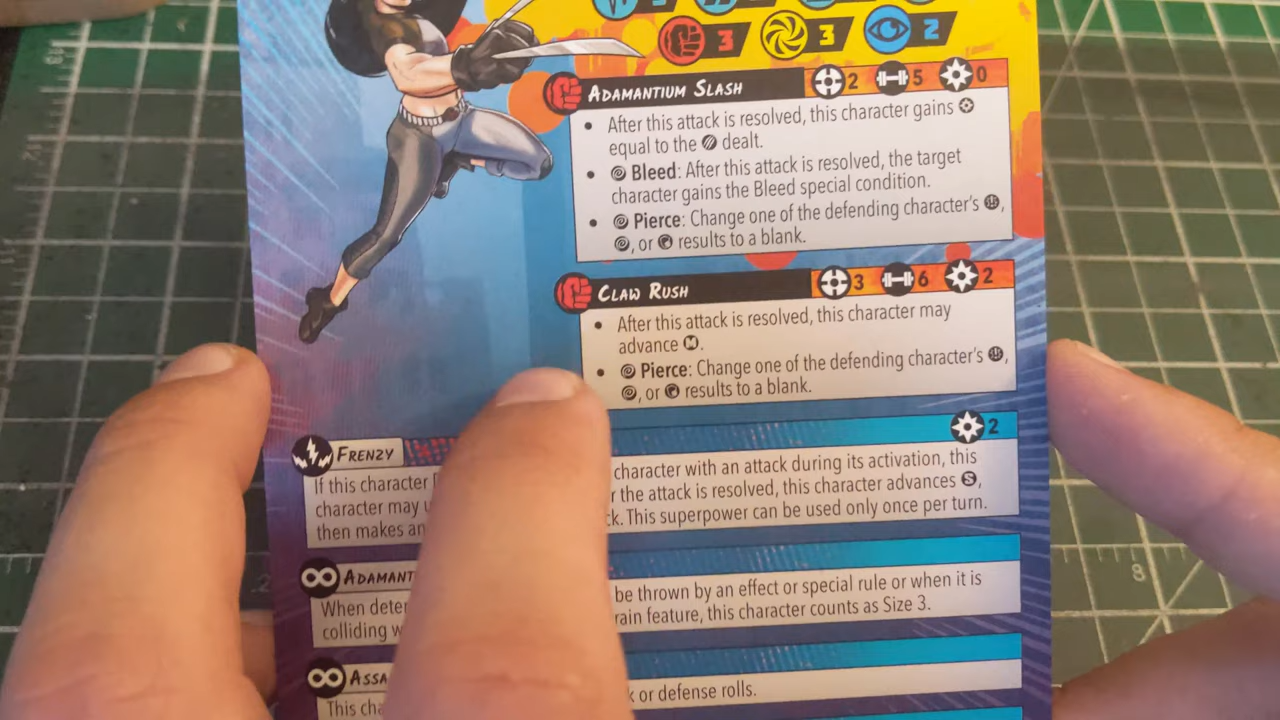 3 3 2
ADAMANTIUM SLASH 2 5 0
After this attack is resolved, this character gains
equal to the dealt.
Bleed: After this attack is resolved, the target
character gains the Bleed special condition.
Pierce: Change one of the defending character's ,
, or results to a blank.
CLAW RUSH 3 6 2
After this attack is resolved, this character may
advance M.
Pierce: Change one of the defending character's ,
, or results to a blank.
FRENZY 2
If this character character with an attack during its activation, this
character may the attack is resolved, this character advances S,
then makes an This superpower can be used only once per turn.
When be thrown by an effect or special rule or when it is
colliding feature, this character counts as Size 3.
This or defense rolls.
8